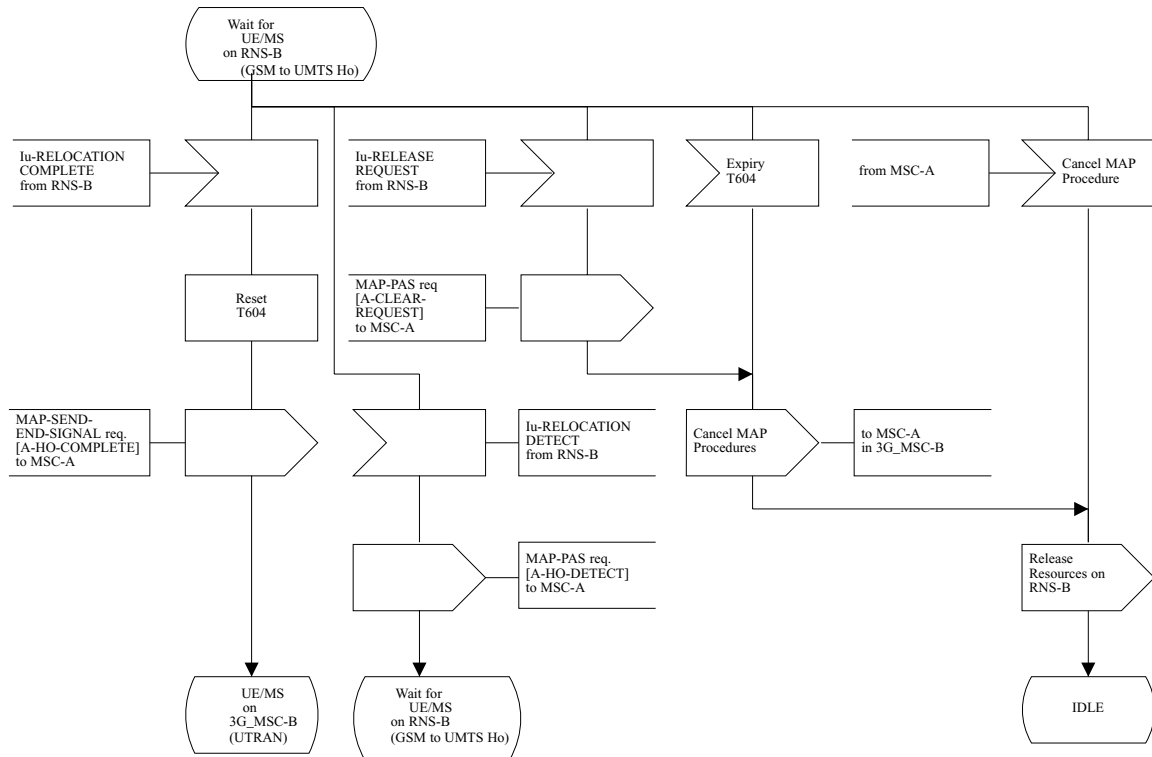 Wait for
UE/MS
on RNS-B
(GSM to UMTS Ho)
Iu-RELOCATION
COMPLETE
from RNS-B
Iu-RELEASE
REQUEST
from RNS-B
Expiry
T604
from MSC-A
Cancel MAP
Procedure
Reset
T604
MAP-PAS req
[A-CLEAR-
REQUEST]
to MSC-A
MAP-SEND-
END-SIGNAL req.
[A-HO-COMPLETE]
to MSC-A
Iu-RELOCATION
DETECT
from RNS-B
Cancel MAP
Procedures
to MSC-A
in 3G_MSC-B
MAP-PAS req.
[A-HO-DETECT]
to MSC-A
Release
Resources on
RNS-B
UE/MS
on
3G_MSC-B
(UTRAN)
Wait for
UE/MS
on RNS-B
(GSM to UMTS Ho)
IDLE